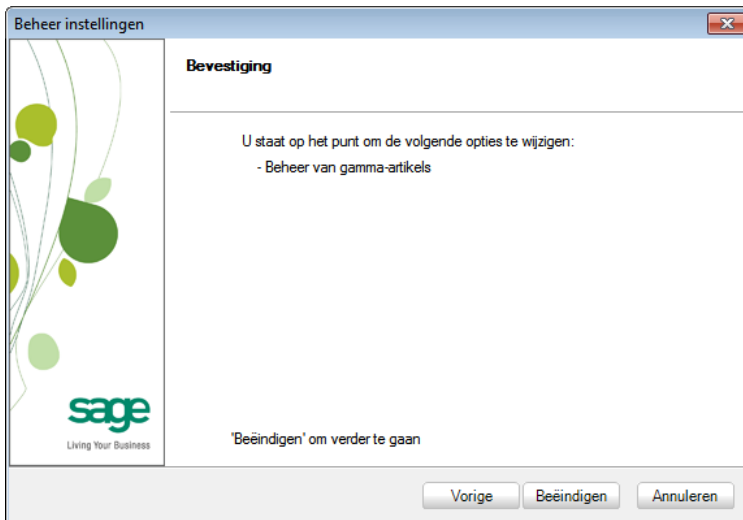 Beheer instellingen
Bevestiging
U staat op het punt om de volgende opties te wijzigen:
- Beheer van gamma-artikels
sage
Living Your Business
'Beëindigen' om verder te gaan
Vorige
Beëindigen
Annuleren